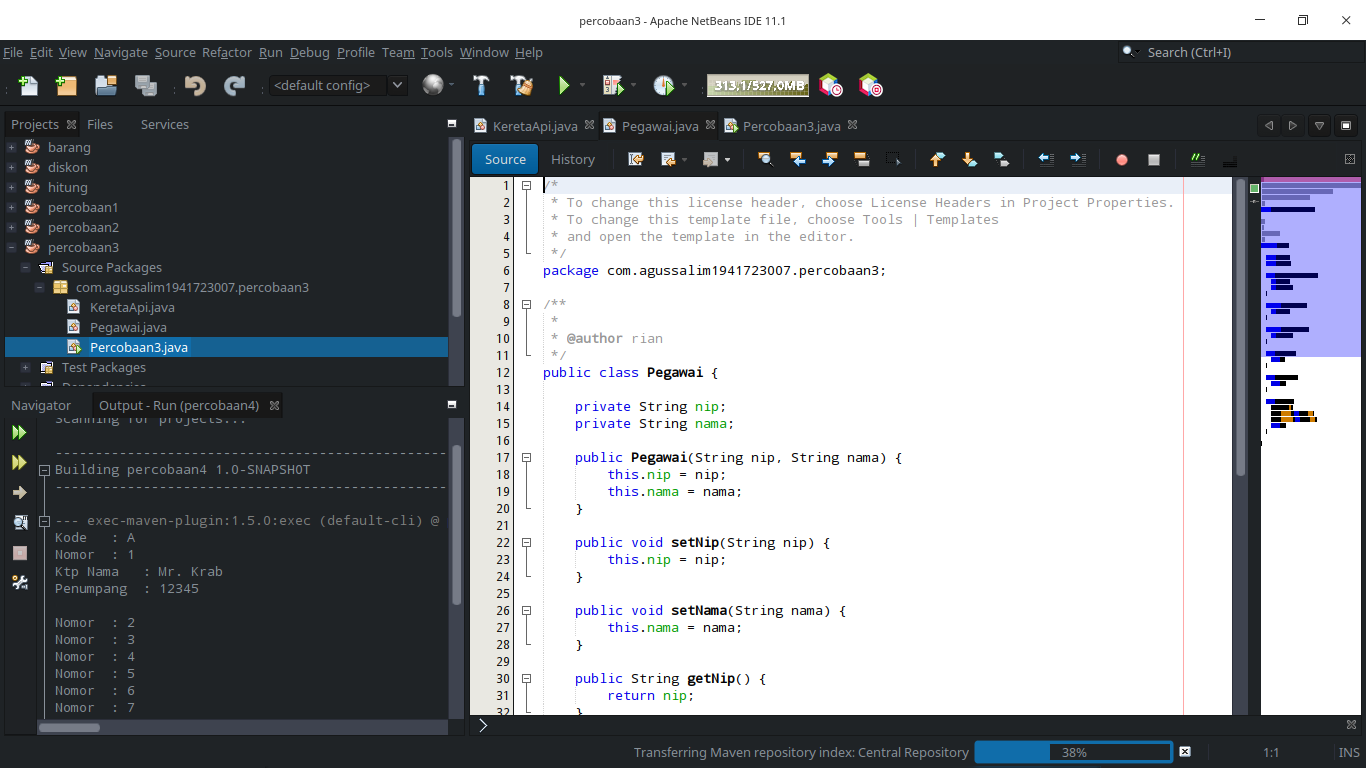 percobaan3 - Apache NetBeans IDE 11.1
File Edit View Navigate Source Refactor Run Debug Profile Team Tools Window Help
Search (Ctrl+I)
<default config>
313,1/527,0MB
Projects Files Services
barang
diskon
hitung
percobaan1
percobaan2
percobaan3
Source Packages
com.agussalim1941723007.percobaan3
KeretaApi.java
Pegawai.java
Percobaan3.java
Test Packages
Dependencies
Navigator Output - Run (percobaan4)
Scanning for projects...
--------------------------------------------------
Building percobaan4 1.0-SNAPSHOT
--------------------------------------------------
--- exec-maven-plugin:1.5.0:exec (default-cli) @
Kode   : A
Nomor  : 1
Ktp Nama   : Mr. Krab
Penumpang  : 12345
Nomor  : 2
Nomor  : 3
Nomor  : 4
Nomor  : 5
Nomor  : 6
Nomor  : 7
KeretaApi.java Pegawai.java Percobaan3.java
Source History
1 /*
2  * To change this license header, choose License Headers in Project Properties.
3  * To change this template file, choose Tools | Templates
4  * and open the template in the editor.
5  */
6 package com.agussalim1941723007.percobaan3;
7
8 /**
9  *
10  * @author rian
11  */
12 public class Pegawai {
13
14     private String nip;
15     private String nama;
16
17     public Pegawai(String nip, String nama) {
18         this.nip = nip;
19         this.nama = nama;
20     }
21
22     public void setNip(String nip) {
23         this.nip = nip;
24     }
25
26     public void setNama(String nama) {
27         this.nama = nama;
28     }
29
30     public String getNip() {
31         return nip;
32     }
Transferring Maven repository index: Central Repository 38% 1:1 INS